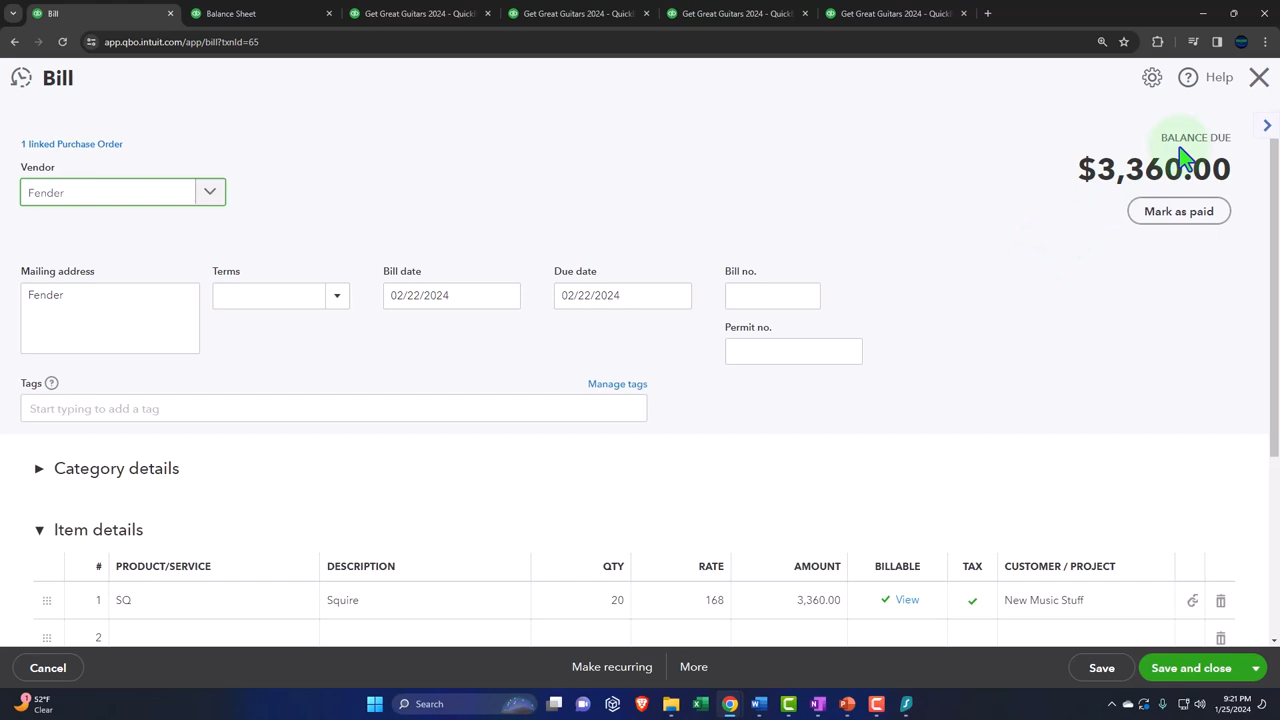 Bill
Balance Sheet
Get Great Guitars 2024 - QuickB
Get Great Guitars 2024 - QuickB
Get Great Guitars 2024 - QuickB
Get Great Guitars 2024 - QuickB
app.qbo.intuit.com/app/bill?txnId=65
Bill
Help
1 linked Purchase Order
BALANCE DUE
Vendor
$3,360.00
Fender
Mark as paid
Mailing address
Terms
Bill date
Due date
Bill no.
Fender
02/22/2024
02/22/2024
Permit no.
Tags
Manage tags
Start typing to add a tag
Category details
Item details
# PRODUCT/SERVICE DESCRIPTION QTY RATE AMOUNT BILLABLE TAX CUSTOMER / PROJECT
1 SQ Squire 20 168 3,360.00 View New Music Stuff
2
Cancel
Make recurring
More
Save
Save and close
52°F
Clear
Search
9:21 PM
1/25/2024